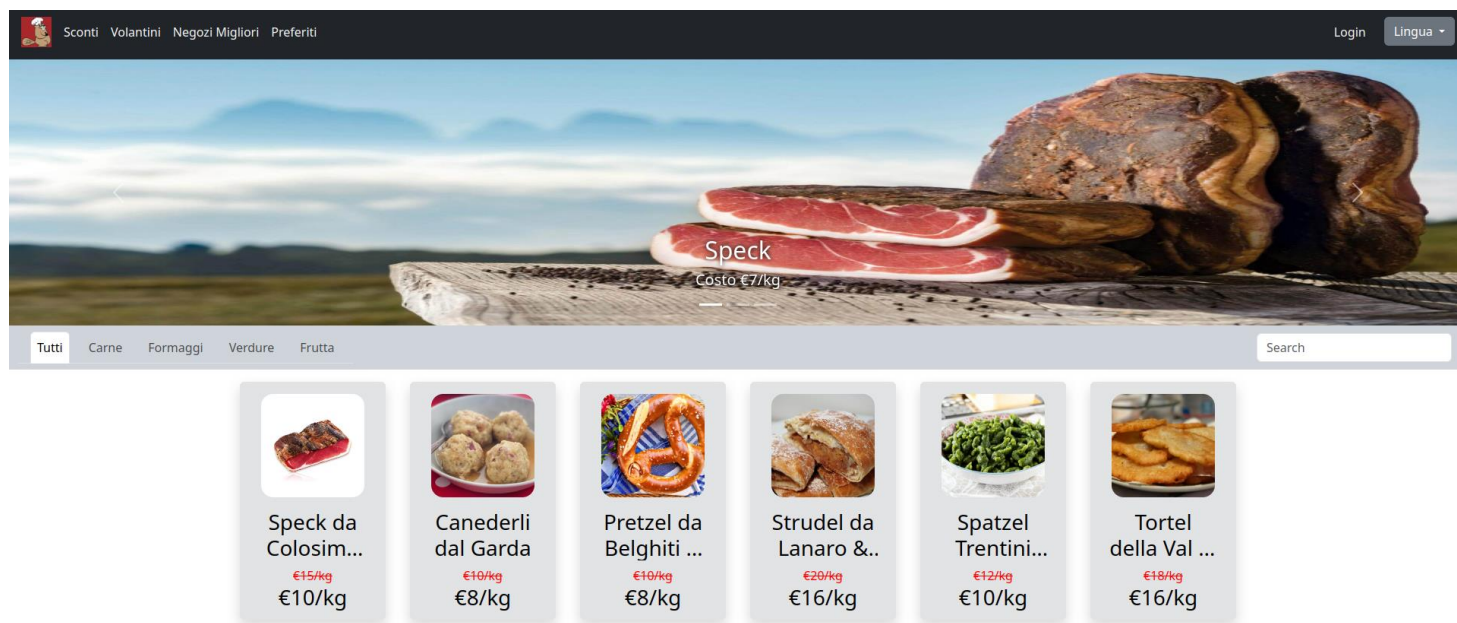 Sconti Volantini Negozi Migliori Preferiti Login Lingua
Speck
Costo €7/kg
Tutti Carne Formaggi Verdure Frutta Search
Speck da
Colosim...
€15/kg
€10/kg
Canederli
dal Garda
€10/kg
€8/kg
Pretzel da
Belghiti ...
€10/kg
€8/kg
Strudel da
Lanaro &..
€20/kg
€16/kg
Spatzel
Trentini...
€12/kg
€10/kg
Tortel
della Val ...
€18/kg
€16/kg